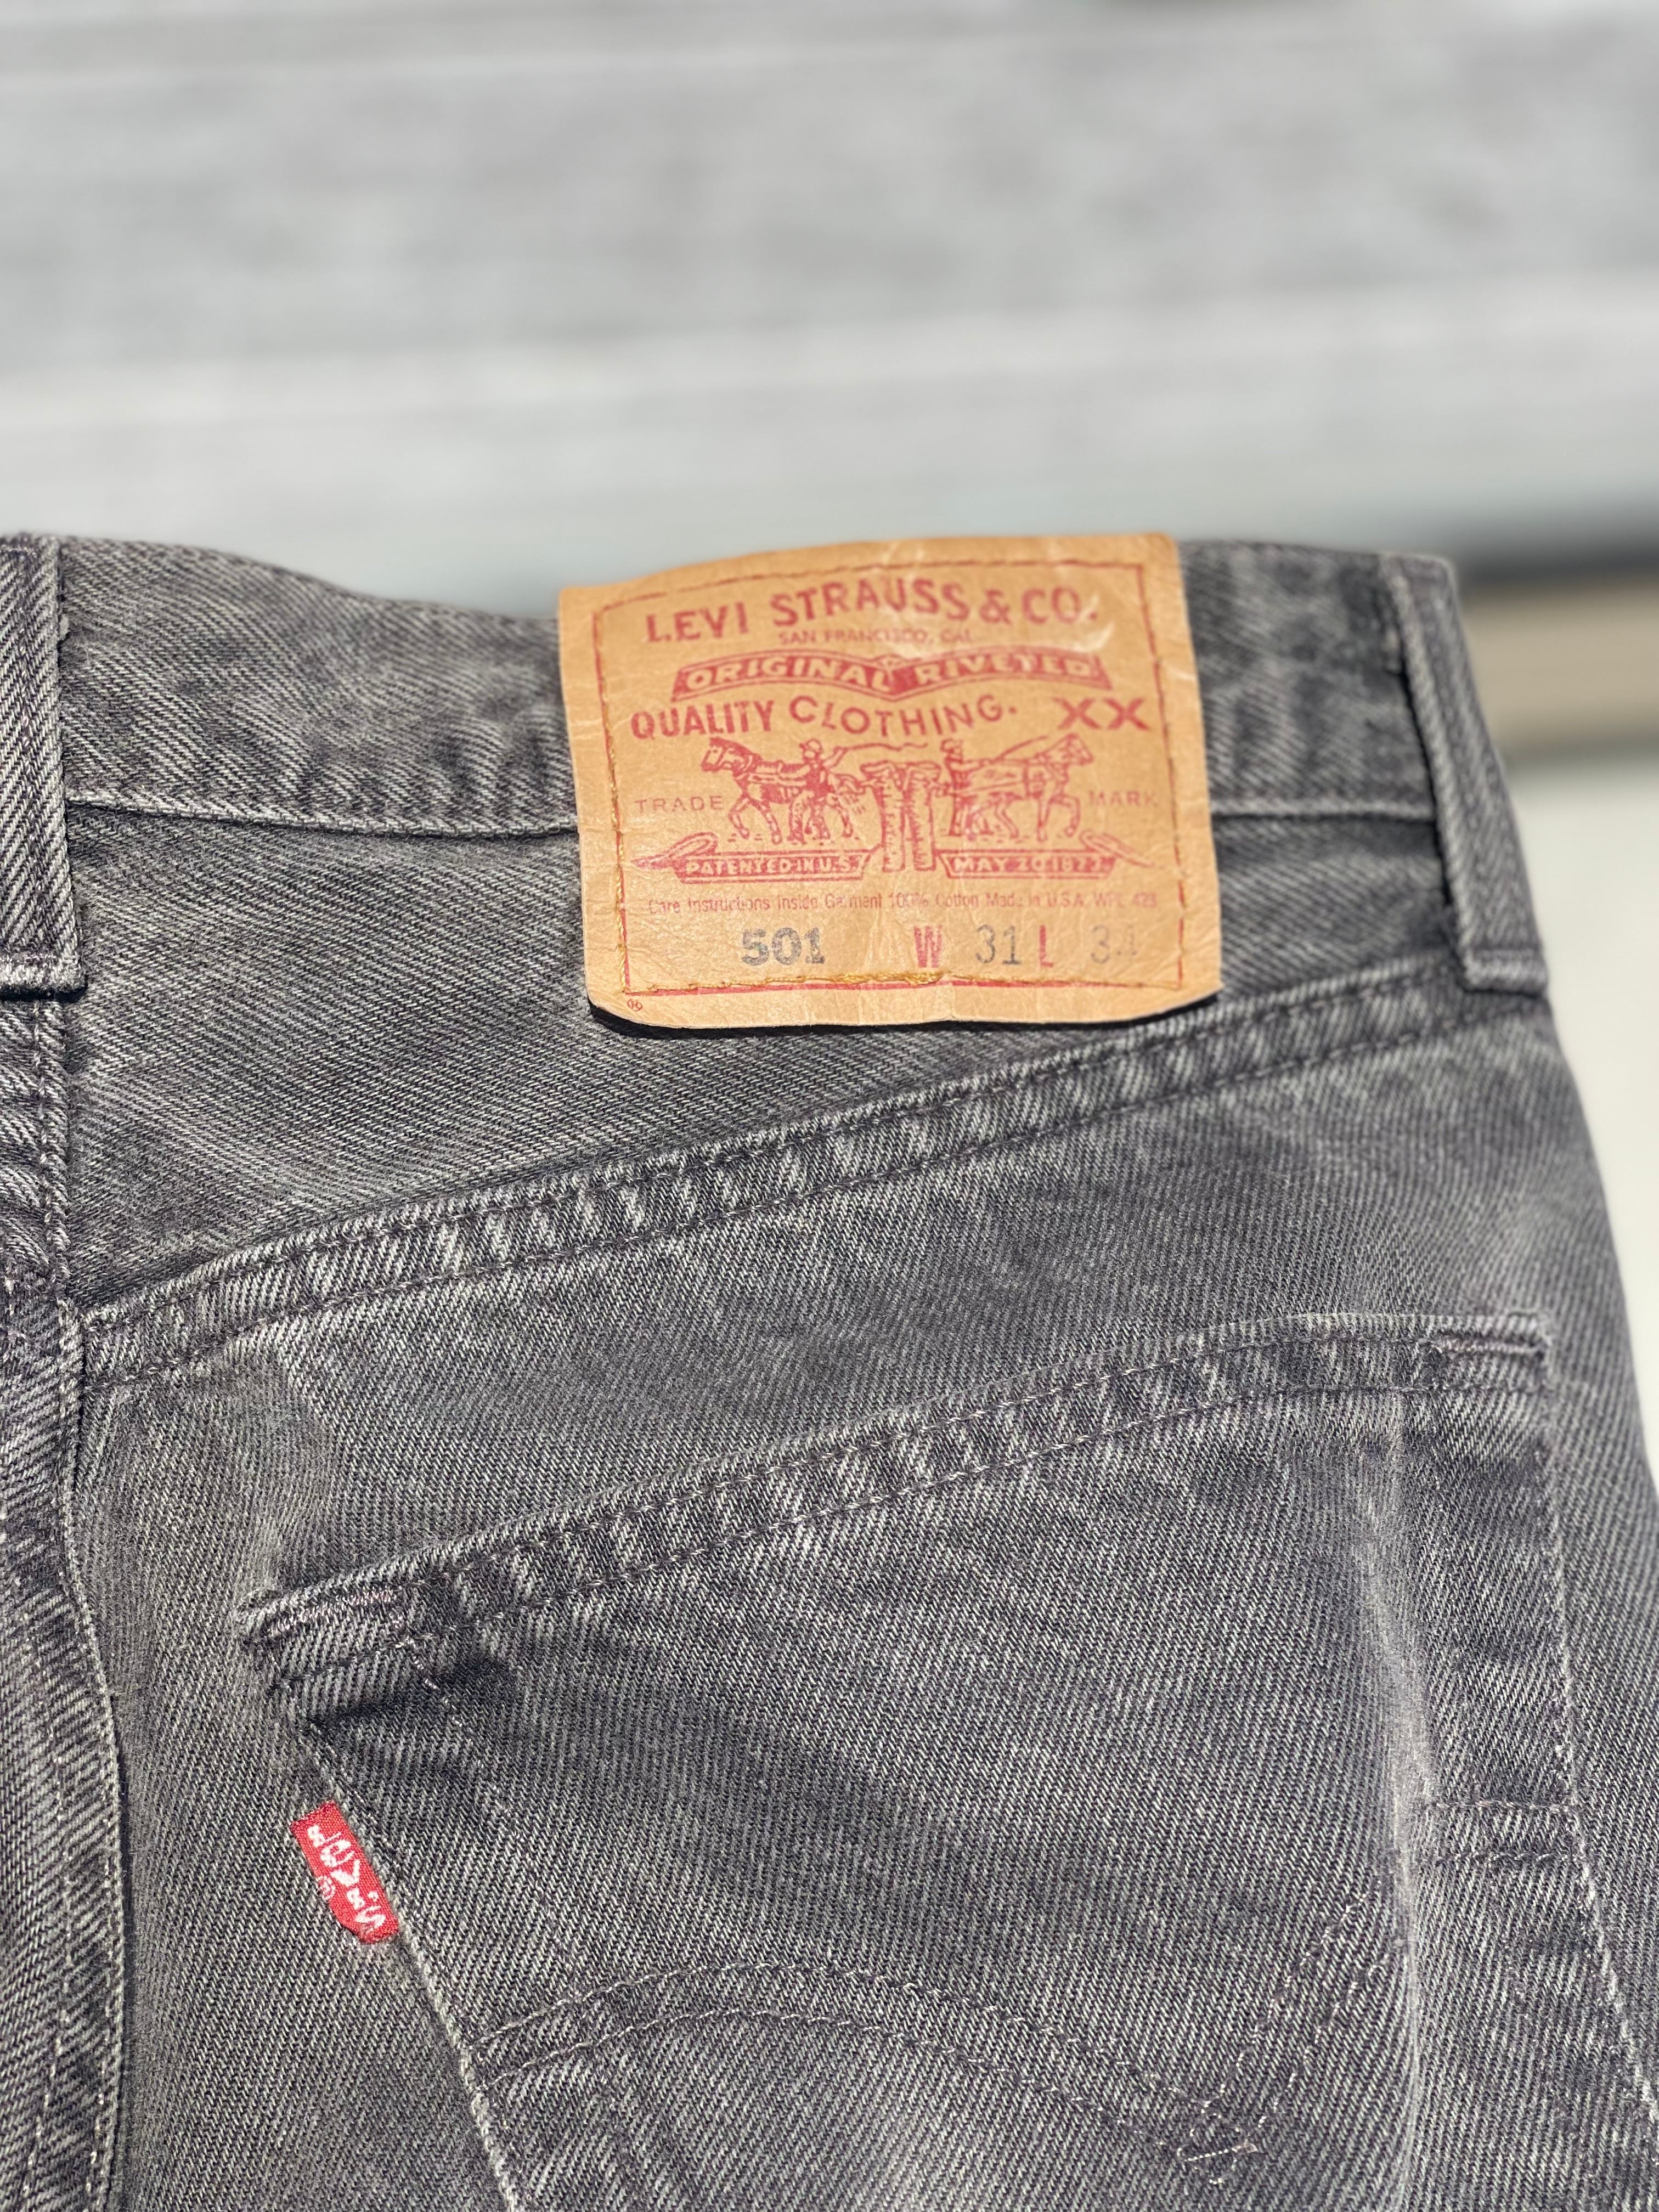 LEVI STRAUSS & CO.
SAN FRANCISCO, CAL.
ORIGINAL RIVETED
QUALITY CLOTHING. XX
TRADE MARK
PATENTED IN U.S. MAY 20 1873
Care Instructions Inside Garment 100% Cotton Made in U.S.A. WPL 423
501 W 31 L 34
®
Levi's
®